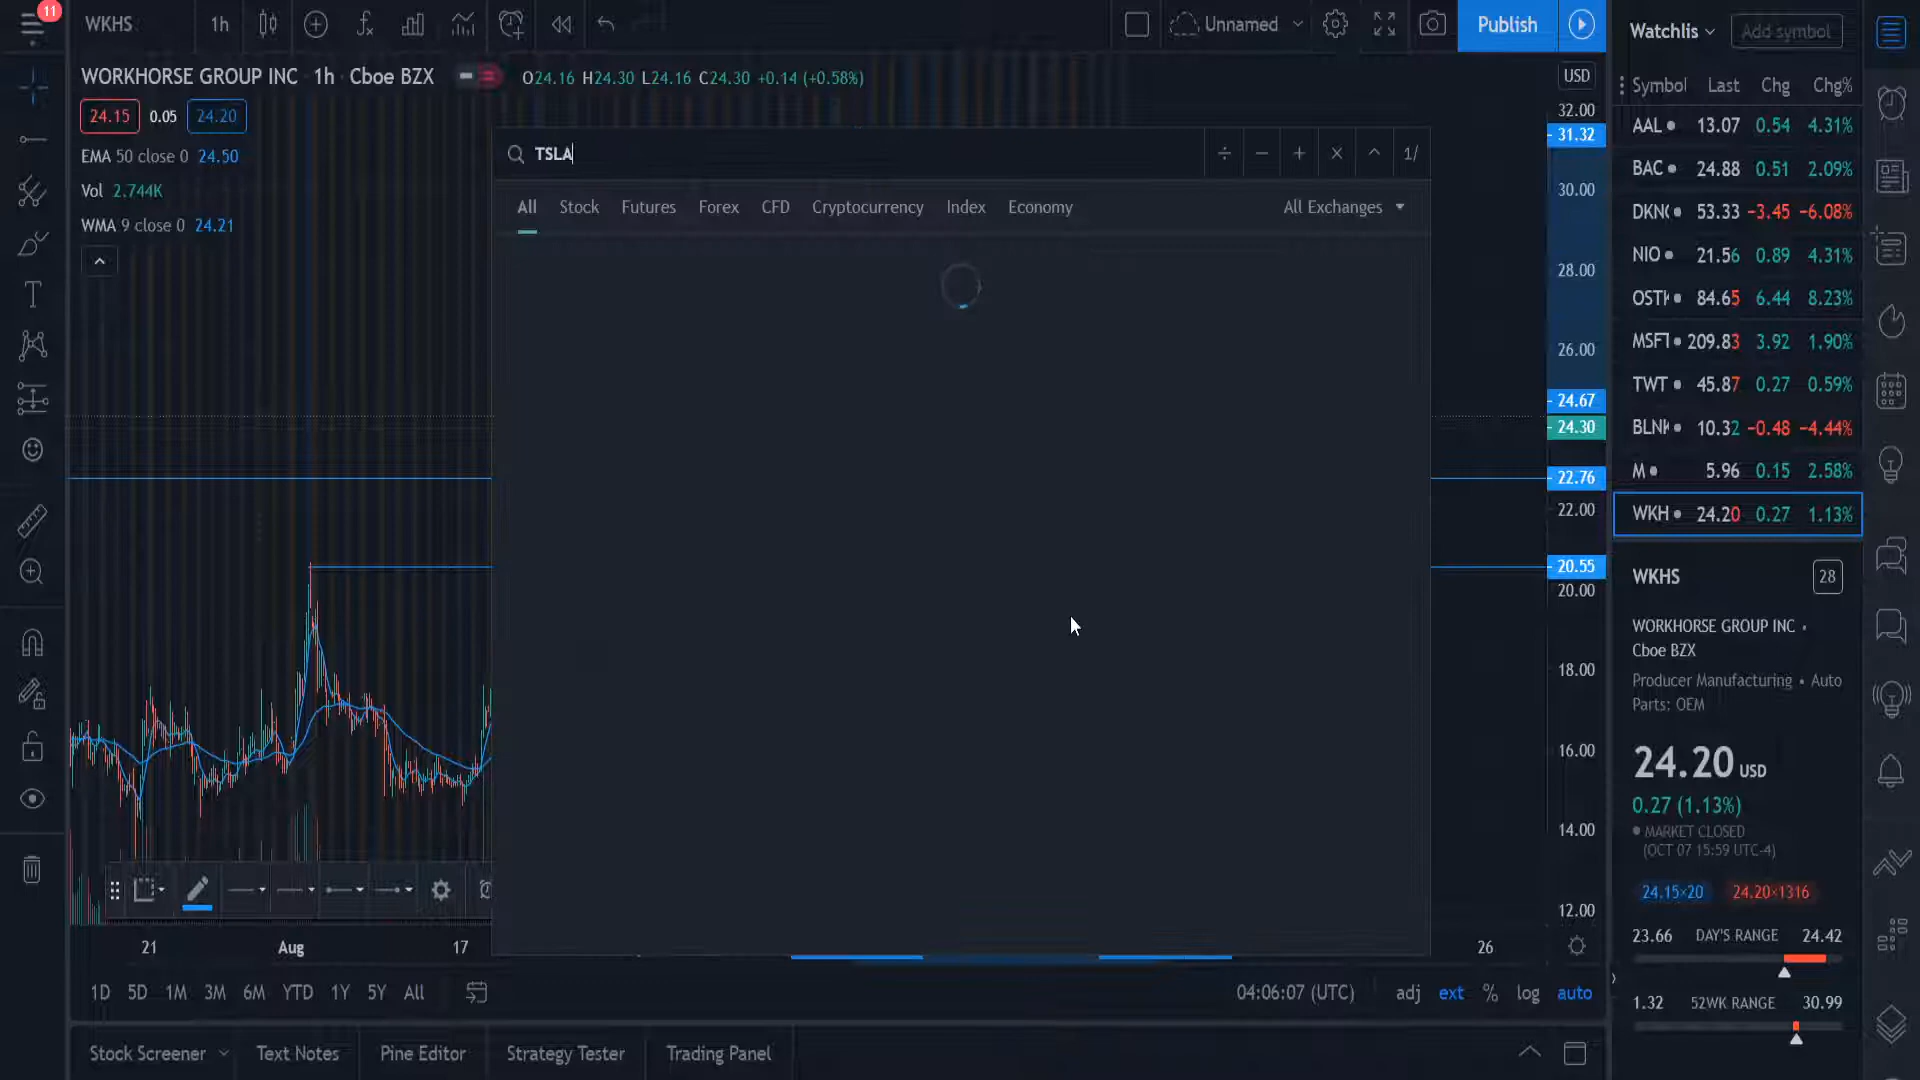 11
WKHS
1h
Unnamed
Publish
Watchlis
Add symbol
WORKHORSE GROUP INC · 1h · Cboe BZX
O24.16 H24.30 L24.16 C24.30 +0.14 (+0.58%)
USD
Symbol Last Chg Chg%
24.15 0.05 24.20
EMA 50 close 0 24.50
Vol 2.744K
WMA 9 close 0 24.21
TSLA
÷ − + × ^ 1/
All Stock Futures Forex CFD Cryptocurrency Index Economy
All Exchanges
32.00
31.32
30.00
28.00
26.00
24.67
24.30
22.76
22.00
20.55
20.00
18.00
16.00
14.00
12.00
AAL 13.07 0.54 4.31%
BAC 24.88 0.51 2.09%
DKN 53.33 −3.45 −6.08%
NIO 21.56 0.89 4.31%
OST 84.65 6.44 8.23%
MSFT 209.83 3.92 1.90%
TWT 45.87 0.27 0.59%
BLN 10.32 −0.48 −4.44%
M 5.96 0.15 2.58%
WKH 24.20 0.27 1.13%
WKHS
28
WORKHORSE GROUP INC •
Cboe BZX
Producer Manufacturing • Auto
Parts: OEM
24.20 USD
0.27 (1.13%)
MARKET CLOSED
(OCT 07 15:59 UTC-4)
24.15×20 24.20×1316
23.66 DAY'S RANGE 24.42
1.32 52WK RANGE 30.99
21 Aug 17 26
1D 5D 1M 3M 6M YTD 1Y 5Y All
04:06:07 (UTC) adj ext % log auto
Stock Screener Text Notes Pine Editor Strategy Tester Trading Panel